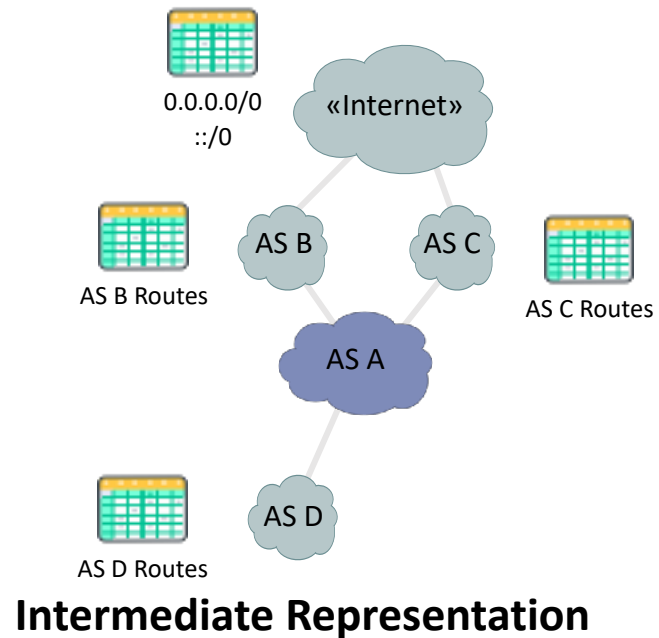 0.0.0.0/0
::/0
«Internet»
AS B
AS C
AS B Routes
AS C Routes
AS A
AS D
AS D Routes
Intermediate Representation